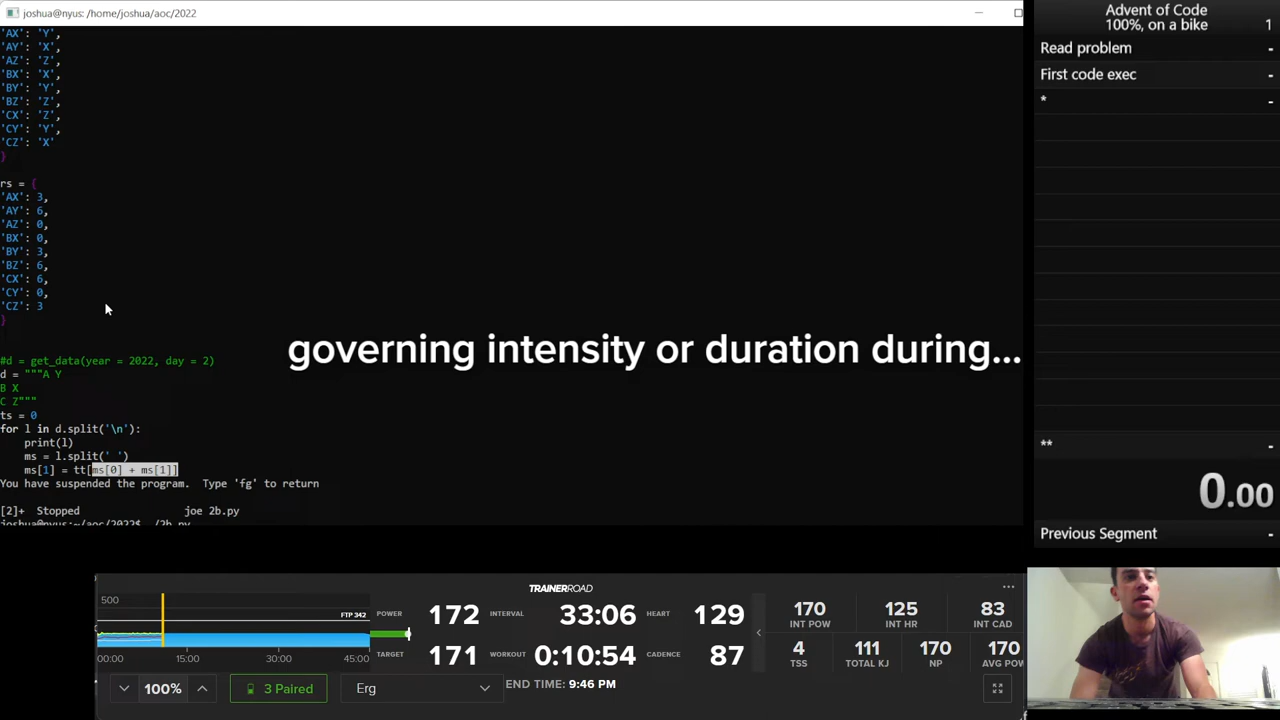 joshua@nyus: /home/joshua/aoc/2022
'AX': 'Y',
'AY': 'X',
'AZ': 'Z',
'BX': 'X',
'BY': 'Y',
'BZ': 'Z',
'CX': 'Z',
'CY': 'Y',
'CZ': 'X'
}
rs = {
'AX': 3,
'AY': 6,
'AZ': 0,
'BX': 0,
'BY': 3,
'BZ': 6,
'CX': 6,
'CY': 0,
'CZ': 3
}
#d = get_data(year = 2022, day = 2)
d = """A Y
B X
C Z"""
ts = 0
for l in d.split('\n'):
print(l)
ms = l.split(' ')
ms[1] = tt[ms[0] + ms[1]]
You have suspended the program. Type 'fg' to return
[2]+ Stopped joe 2b.py
joshua@nyus:~/aoc/2022$ ./2b.py
governing intensity or duration during...
Advent of Code
100%, on a bike 1
Read problem -
First code exec -
* -
** -
0.00
Previous Segment -
TRAINERROAD
500
FTP 342
00:00 15:00 30:00 45:00
POWER 172 INTERVAL 33:06 HEART 129
TARGET 171 WORKOUT 0:10:54 CADENCE 87
170 125 83
INT POW INT HR INT CAD
4 111 170 170
TSS TOTAL KJ NP AVG POW
100% 3 Paired Erg END TIME: 9:46 PM